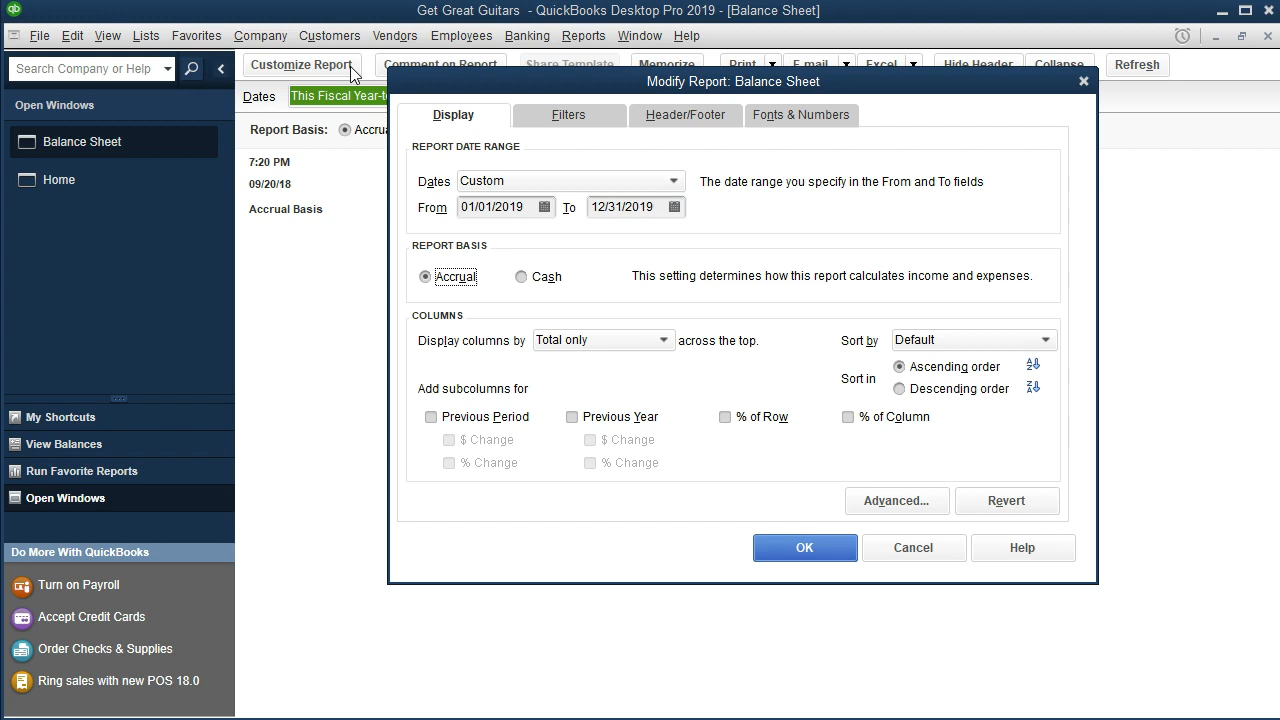 qb
Get Great Guitars - QuickBooks Desktop Pro 2019 - [Balance Sheet]
File Edit View Lists Favorites Company Customers Vendors Employees Banking Reports Window Help
Search Company or Help
Customize Report Comment on Report Share Template Memorize Print E-mail Excel Hide Header Collapse Refresh
Modify Report: Balance Sheet
Open Windows
Dates This Fiscal Year-to
Display Filters Header/Footer Fonts & Numbers
Report Basis: Accrua
Balance Sheet
REPORT DATE RANGE
7:20 PM
Home
Dates Custom The date range you specify in the From and To fields
09/20/18
From 01/01/2019 To 12/31/2019
Accrual Basis
REPORT BASIS
Accrual Cash This setting determines how this report calculates income and expenses.
COLUMNS
Display columns by Total only across the top. Sort by Default
Sort in Ascending order
Descending order
Add subcolumns for
Previous Period Previous Year % of Row % of Column
$ Change $ Change
% Change % Change
My Shortcuts
View Balances
Run Favorite Reports
Open Windows
Advanced... Revert
OK Cancel Help
Do More With QuickBooks
Turn on Payroll
Accept Credit Cards
Order Checks & Supplies
Ring sales with new POS 18.0